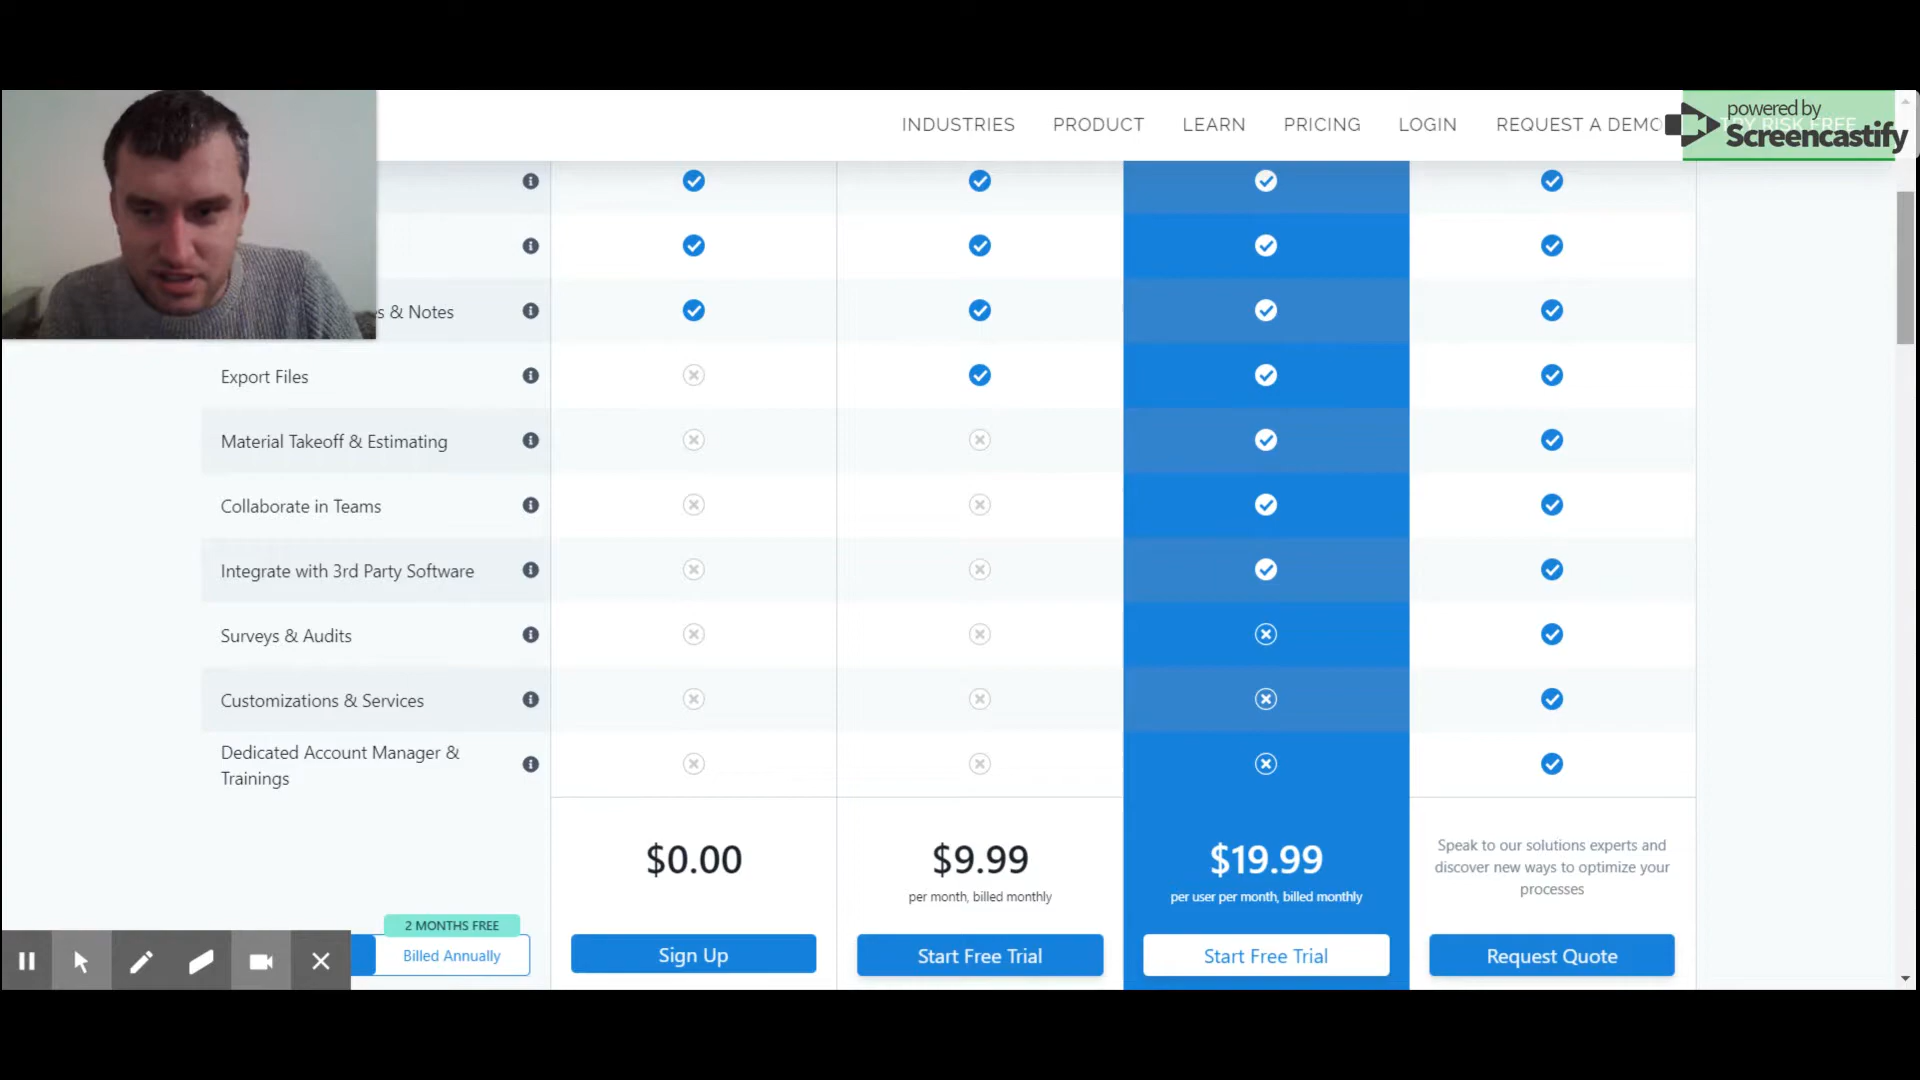 powered by
Screencastify
INDUSTRIES PRODUCT LEARN PRICING LOGIN REQUEST A DEMO TRY RISK FREE
s & Notes
Export Files
Material Takeoff & Estimating
Collaborate in Teams
Integrate with 3rd Party Software
Surveys & Audits
Customizations & Services
Dedicated Account Manager &
Trainings
$0.00
$9.99
per month, billed monthly
$19.99
per user per month, billed monthly
Speak to our solutions experts and
discover new ways to optimize your
processes
2 MONTHS FREE
Billed Annually
Sign Up
Start Free Trial
Start Free Trial
Request Quote